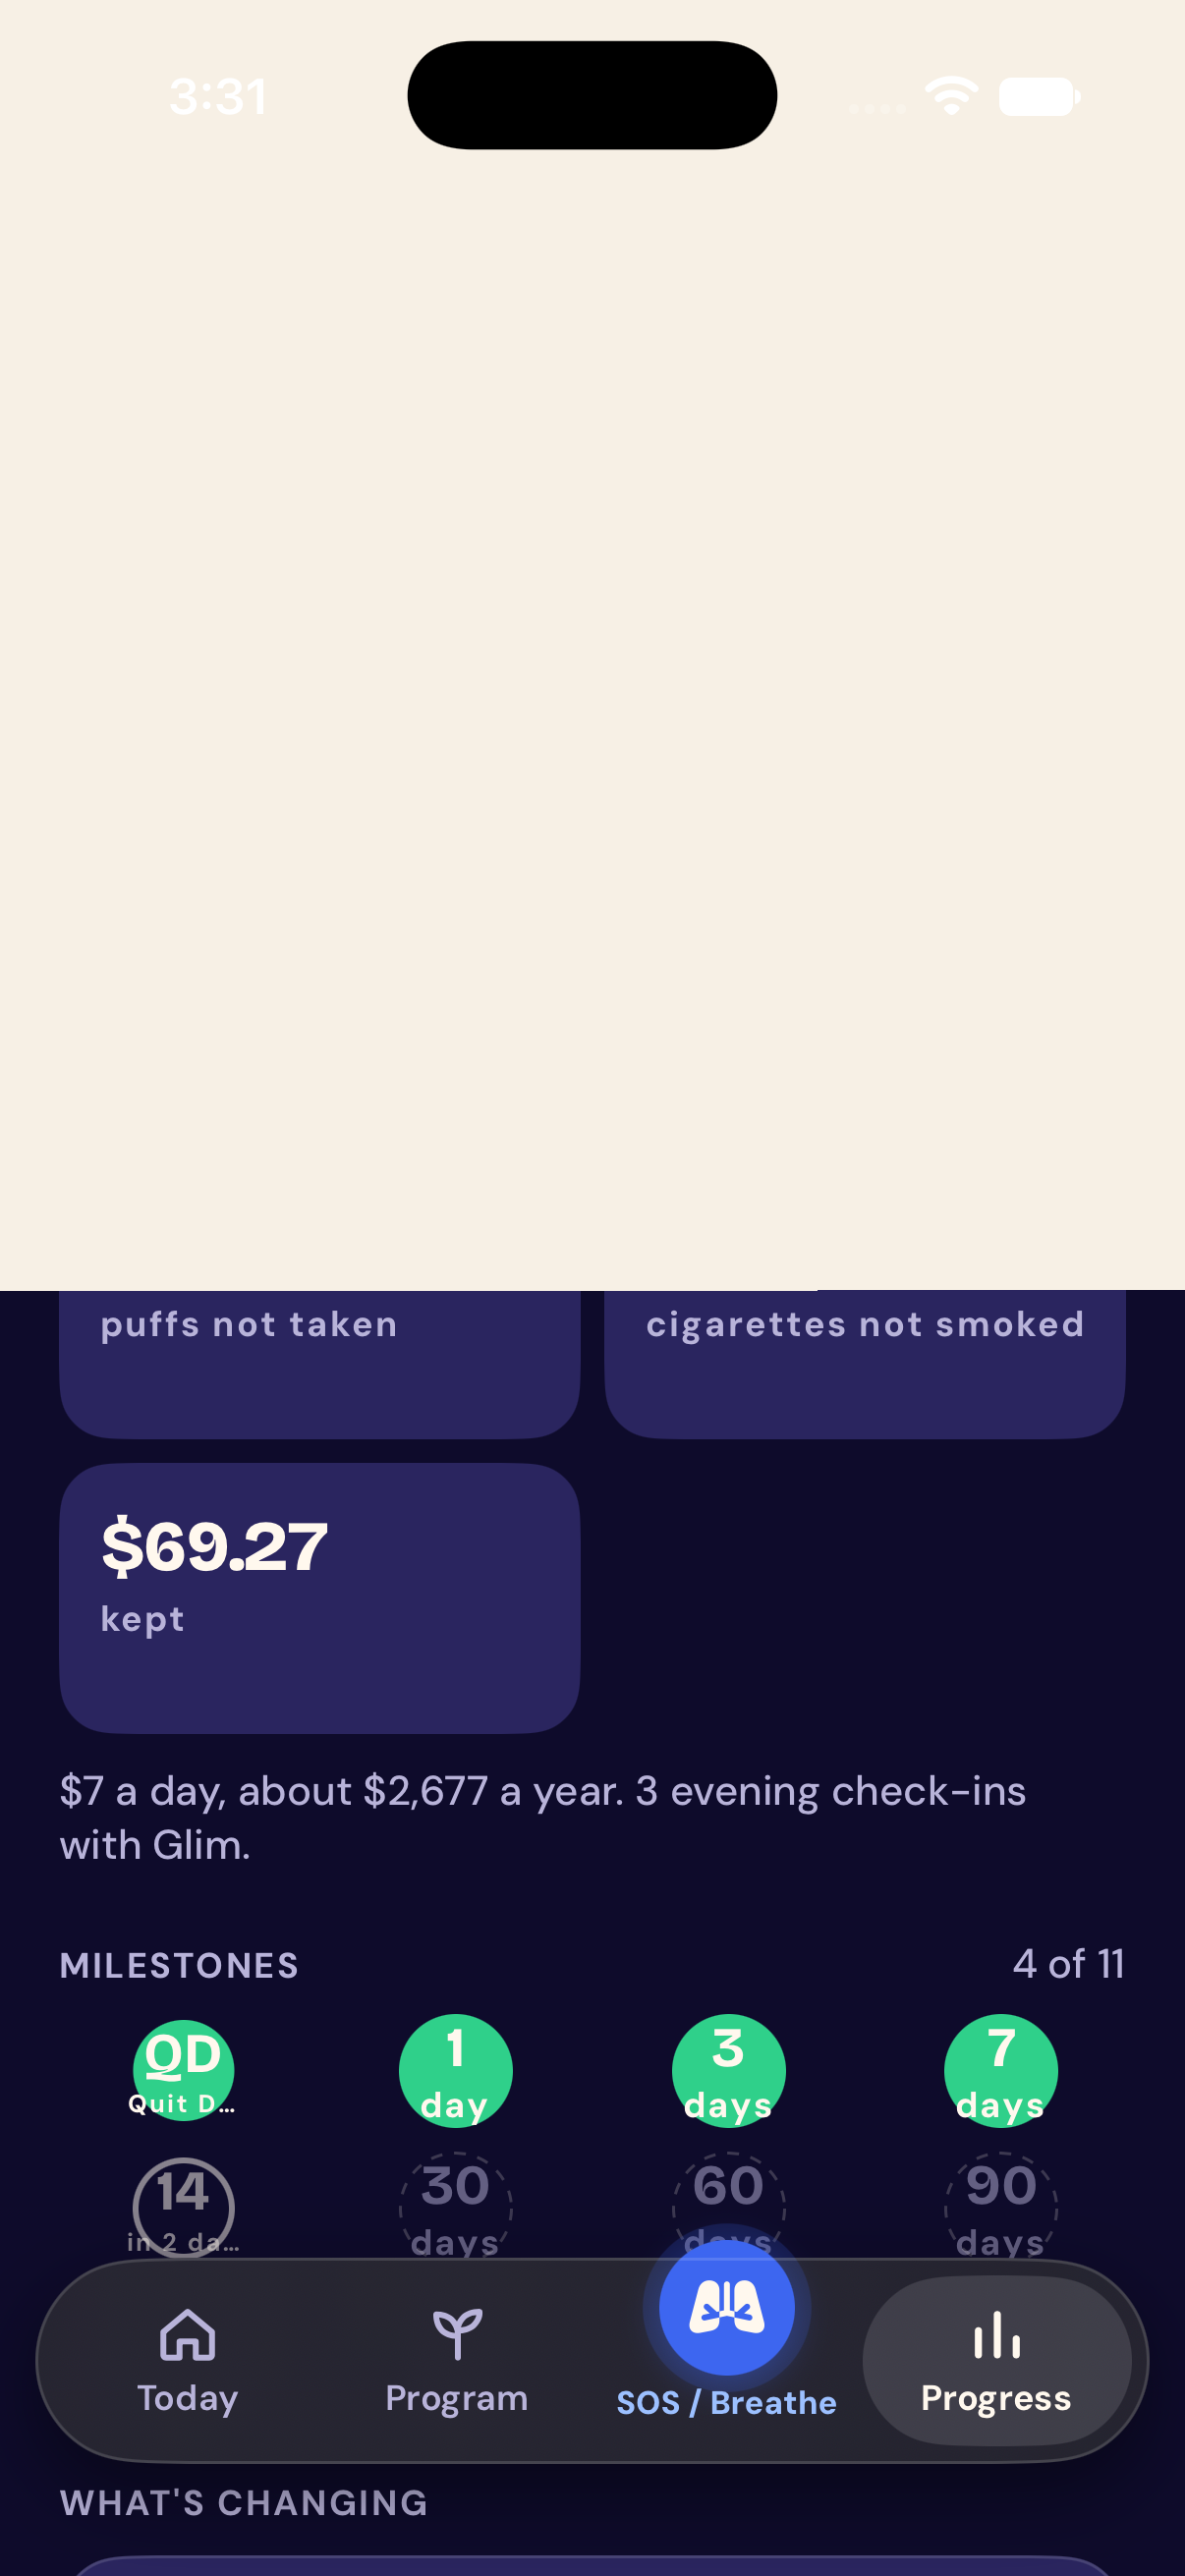 3:31
puffs not taken
cigarettes not smoked
$69.27
kept
$7 a day, about $2,677 a year. 3 evening check-ins
with Glim.
MILESTONES
4 of 11
QD
Quit D...
1
day
3
days
7
days
14
in 2 da...
30
days
60
days
90
days
Today
Program
SOS / Breathe
Progress
WHAT'S CHANGING